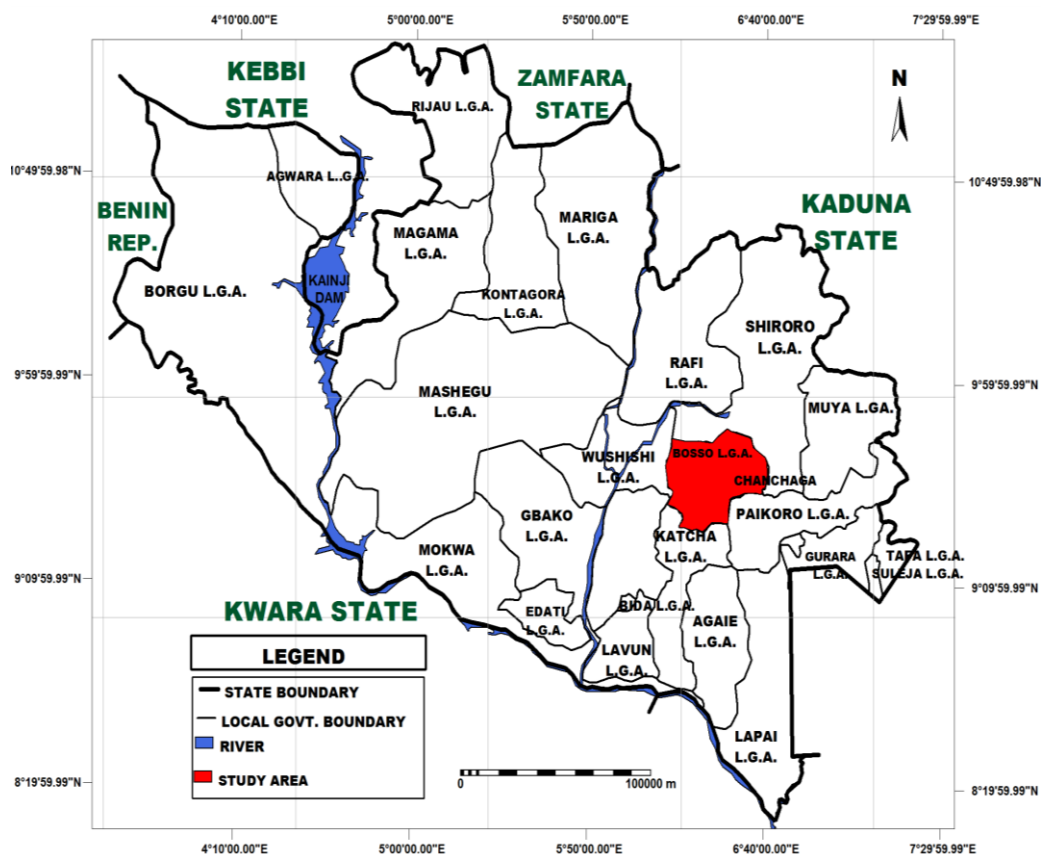 4°10'00.00"E
5°00'00.00"E
5°50'00.00"E
6°40'00.00"E
7°29'59.99"E
KEBBI
STATE
ZAMFARA
STATE
N
RIJAU L.G.A.
10°49'59.98"N
10°49'59.98"N
AGWARA L..G.A.
BENIN
REP.
KADUNA
STATE
MAGAMA
L.G.A.
MARIGA
L.G.A.
BORGU L.G.A.
KAINJI
DAM
KONTAGORA
L.G.A.
SHIRORO
L.G.A.
RAFI
L.G.A.
9°59'59.99"N
9°59'59.99"N
MASHEGU
L.G.A.
MUYA L.GA.
WUSHISHI
L.G.A.
BOSSO L.G.A.
CHANCHAGA
GBAKO
L.G.A.
PAIKORO L.G.A.
KATCHA
L.G.A.
MOKWA
L.G.A.
GURARA
L.G.A.
TAFA L.G.A.
SULEJA L.G.A.
9°09'59.99"N
9°09'59.99"N
KWARA STATE
EDATI
L.G.A.
BIDA L.G.A.
AGAIE
L.G.A.
LAVUN
L.G.A.
LAPAI
L.G.A.
LEGEND
STATE BOUNDARY
LOCAL GOVT. BOUNDARY
RIVER
STUDY AREA
0
100000 m
8°19'59.99"N
8°19'59.99"N
4°10'00.00"E
5°00'00.00"E
5°50'00.00"E
6°40'00.00"E
7°29'59.99"E